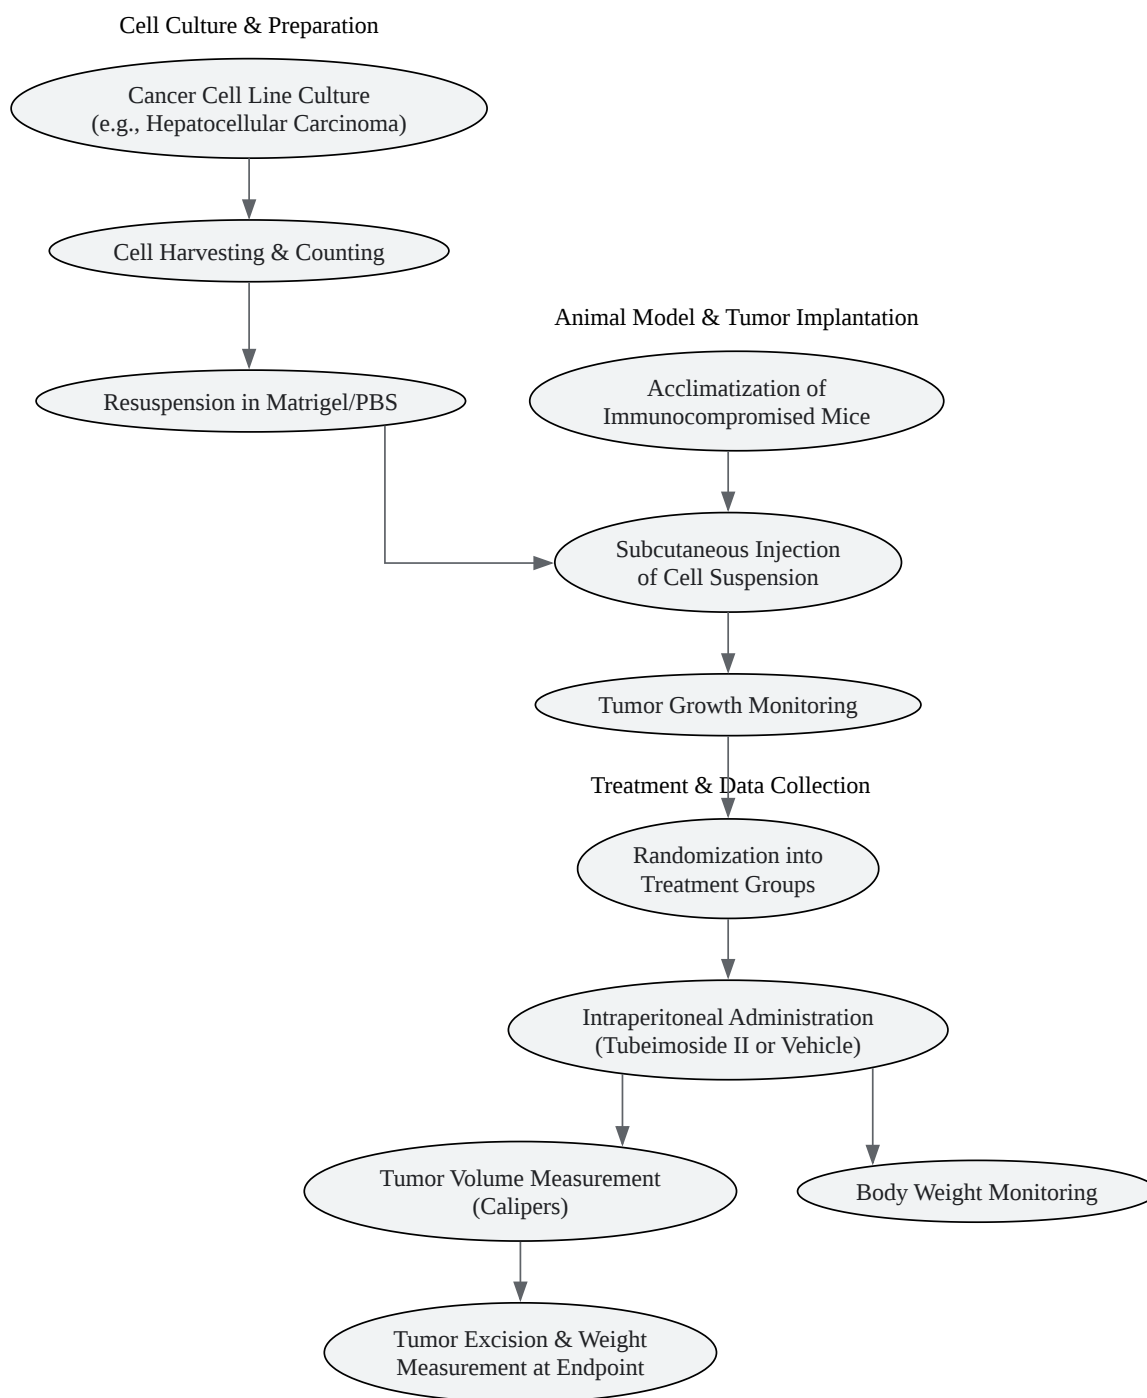 Cell Culture & Preparation
Cancer Cell Line Culture
(e.g., Hepatocellular Carcinoma)
Cell Harvesting & Counting
Resuspension in Matrigel/PBS
Animal Model & Tumor Implantation
Acclimatization of
Immunocompromised Mice
Subcutaneous Injection
of Cell Suspension
Tumor Growth Monitoring
Treatment & Data Collection
Randomization into
Treatment Groups
Intraperitoneal Administration
(Tubeimoside II or Vehicle)
Tumor Volume Measurement
(Calipers)
Body Weight Monitoring
Tumor Excision & Weight
Measurement at Endpoint